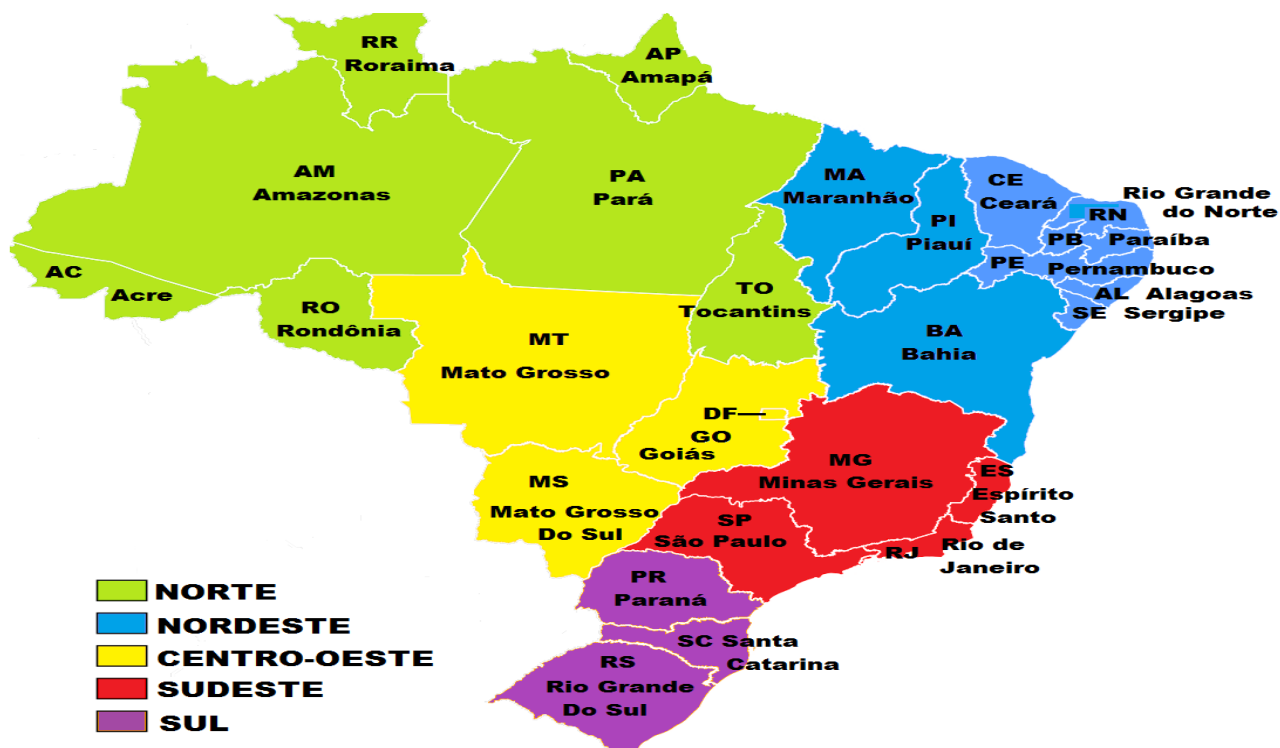 RR
Roraima
AP
Amapá
AM
Amazonas
PA
Pará
AC
Acre
RO
Rondônia
TO
Tocantins
MA
Maranhão
PI
Piauí
CE
Ceará
Rio Grande
do Norte
RN
PB Paraíba
PE Pernambuco
AL Alagoas
SE Sergipe
BA
Bahia
MT
Mato Grosso
DF
GO
Goiás
MS
Mato Grosso
Do Sul
MG
Minas Gerais
ES
Espírito
Santo
SP
São Paulo
RJ
Rio de
Janeiro
PR
Paraná
SC Santa
Catarina
RS
Rio Grande
Do Sul
NORTE
NORDESTE
CENTRO-OESTE
SUDESTE
SUL